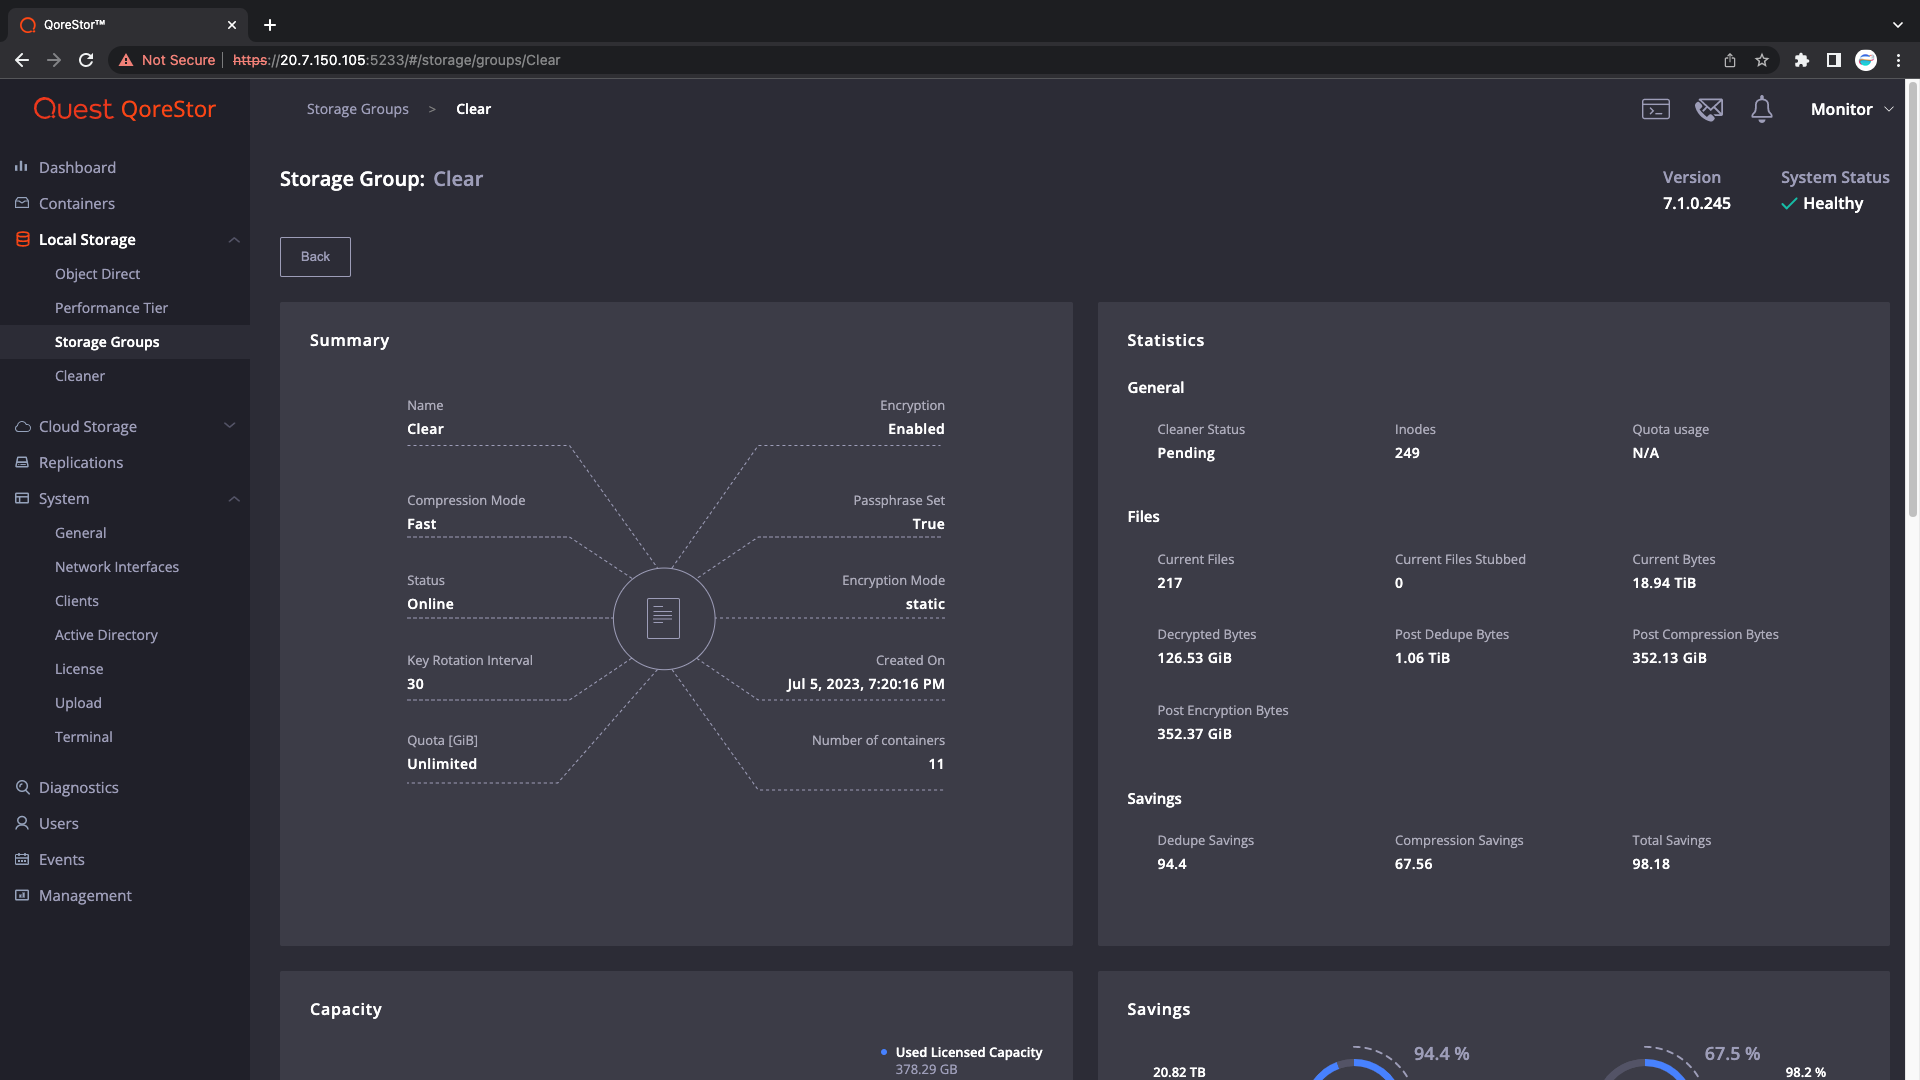 QoreStor™
Not Secure
https://20.7.150.105:5233/#/storage/groups/Clear
Quest QoreStor
Storage Groups > Clear
Monitor
Dashboard
Containers
Local Storage
Object Direct
Performance Tier
Storage Groups
Cleaner
Cloud Storage
Replications
System
General
Network Interfaces
Clients
Active Directory
License
Upload
Terminal
Diagnostics
Users
Events
Management
Storage Group: Clear
Version
7.1.0.245
System Status
Healthy
Back
Summary
Name
Clear
Encryption
Enabled
Compression Mode
Fast
Passphrase Set
True
Status
Online
Encryption Mode
static
Key Rotation Interval
30
Created On
Jul 5, 2023, 7:20:16 PM
Quota [GiB]
Unlimited
Number of containers
11
Statistics
General
Cleaner Status
Pending
Inodes
249
Quota usage
N/A
Files
Current Files
217
Current Files Stubbed
0
Current Bytes
18.94 TiB
Decrypted Bytes
126.53 GiB
Post Dedupe Bytes
1.06 TiB
Post Compression Bytes
352.13 GiB
Post Encryption Bytes
352.37 GiB
Savings
Dedupe Savings
94.4
Compression Savings
67.56
Total Savings
98.18
Capacity
Used Licensed Capacity
378.29 GB
Savings
20.82 TB
94.4 %
67.5 %
98.2 %